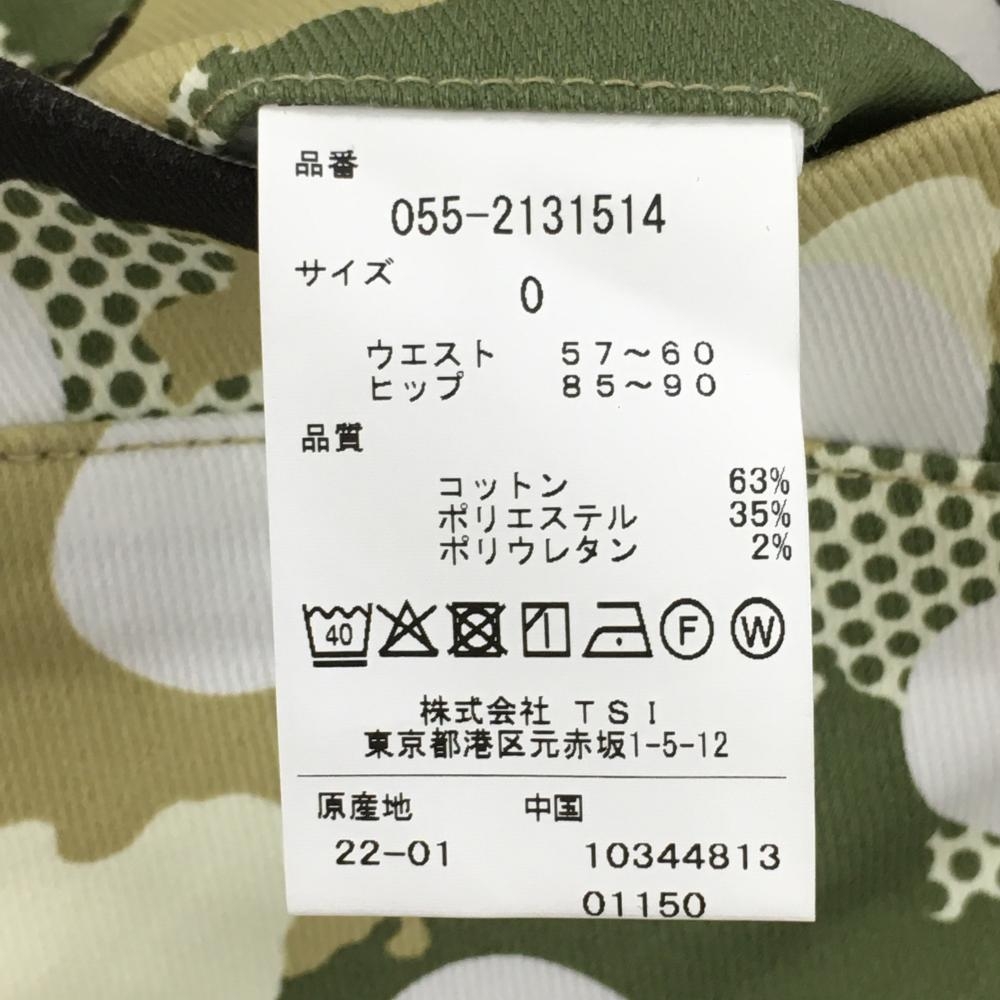 品番
055-2131514
サイズ
0
ウエスト 57～60
ヒップ 85～90
品質
コットン 63%
ポリエステル 35%
ポリウレタン 2%
40 F W
株式会社 TSI
東京都港区元赤坂1-5-12
原産地 中国
22-01 10344813
01150